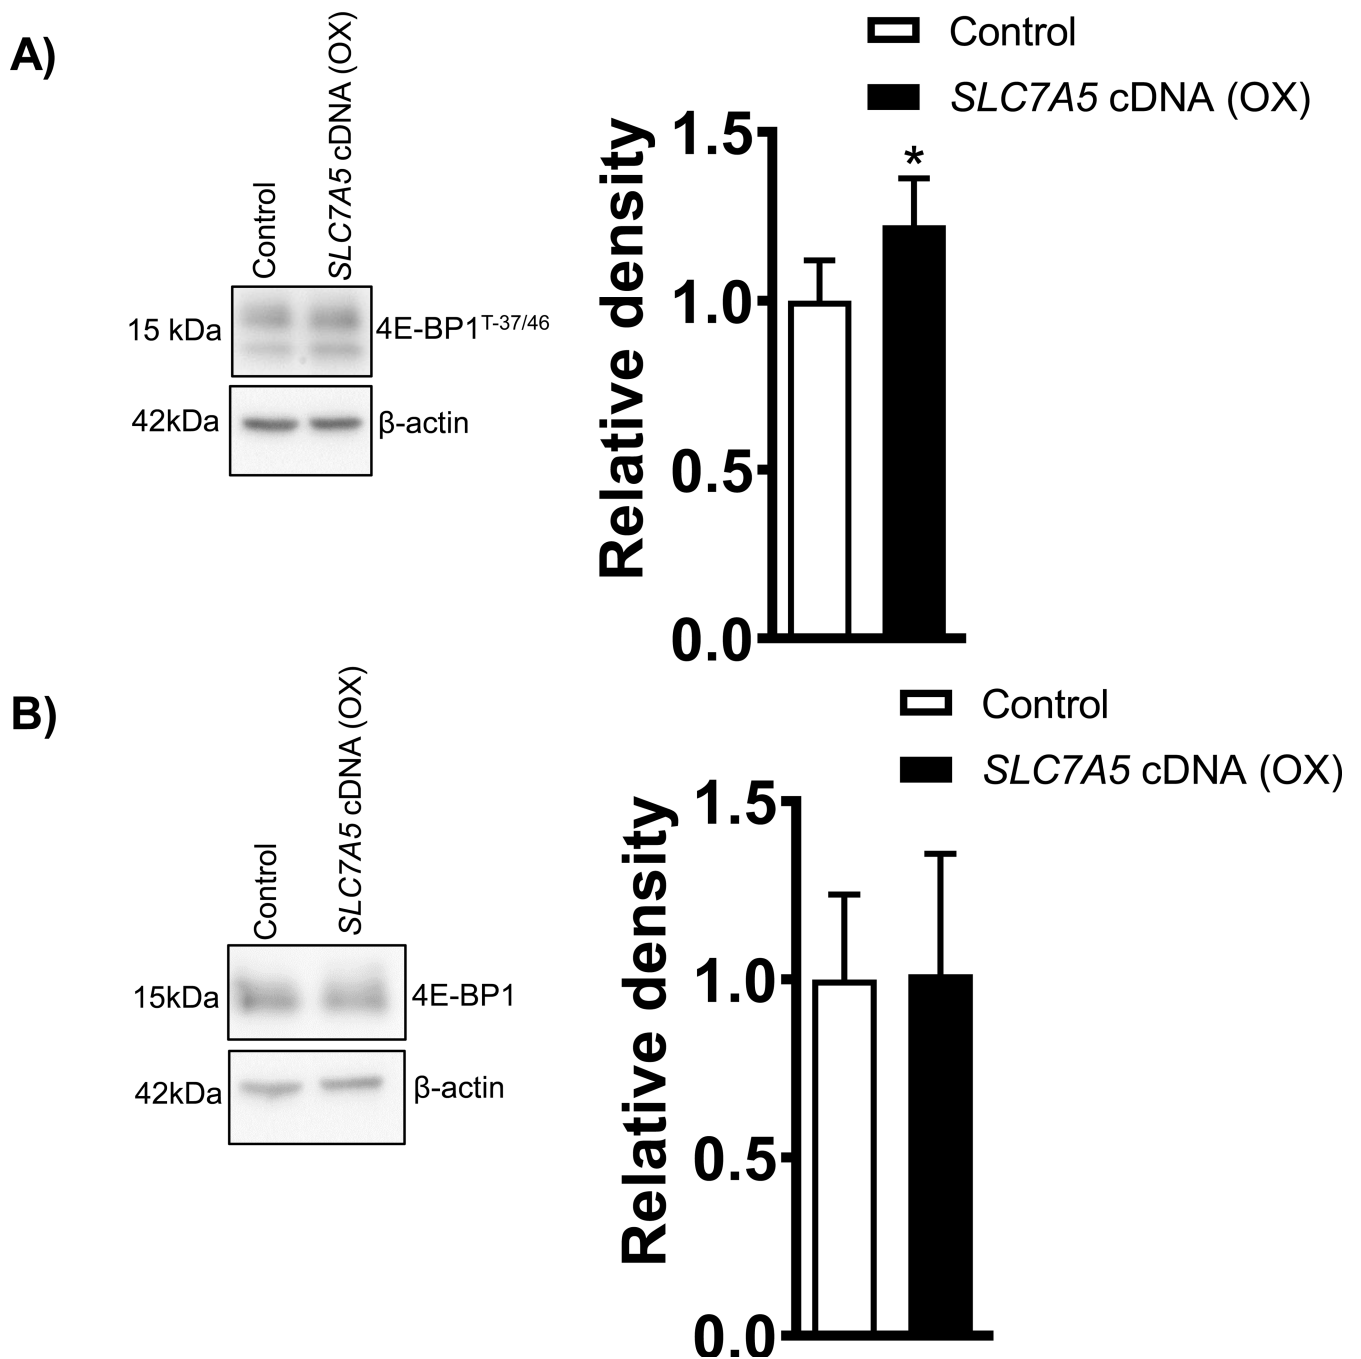 A)
Control
SLC7A5 cDNA (OX)
15 kDa
4E-BP1T-37/46
42kDa
β-actin
Control
SLC7A5 cDNA (OX)
Relative density
1.5
*
1.0
0.5
0.0
B)
Control
SLC7A5 cDNA (OX)
15kDa
4E-BP1
42kDa
β-actin
Control
SLC7A5 cDNA (OX)
Relative density
1.5
1.0
0.5
0.0